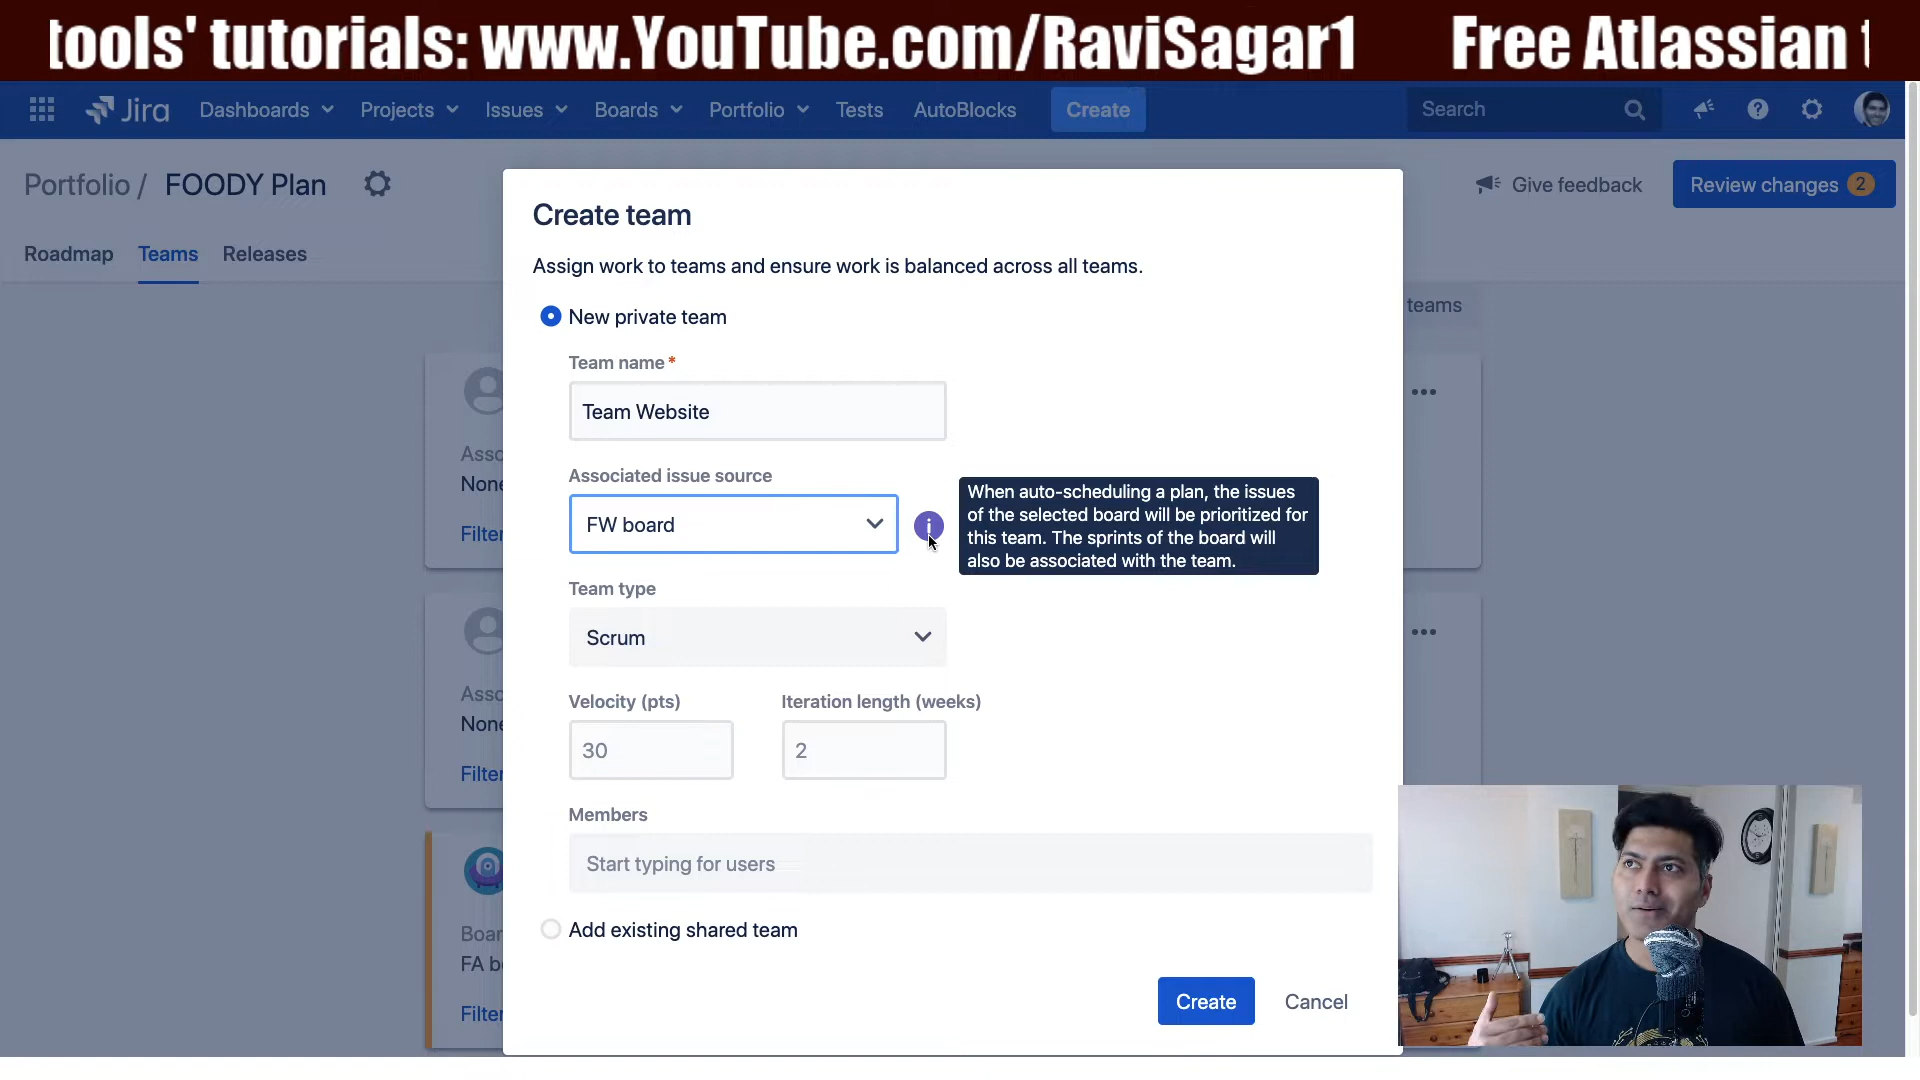 tools' tutorials: www.YouTube.com/RaviSagar1 Free Atlassian
Jira Dashboards Projects Issues Boards Portfolio Tests AutoBlocks Create Search
Portfolio / FOODY Plan
Give feedback
Review changes 2
Roadmap Teams Releases
teams
Create team
Assign work to teams and ensure work is balanced across all teams.
New private team
Team name *
Team Website
Associated issue source
FW board
i
When auto-scheduling a plan, the issues
of the selected board will be prioritized for
this team. The sprints of the board will
also be associated with the team.
Team type
Scrum
Velocity (pts) Iteration length (weeks)
30 2
Members
Start typing for users
Add existing shared team
Create Cancel
Asso
None
Filter
Asso
None
Filter
Boar
FA b
Filter